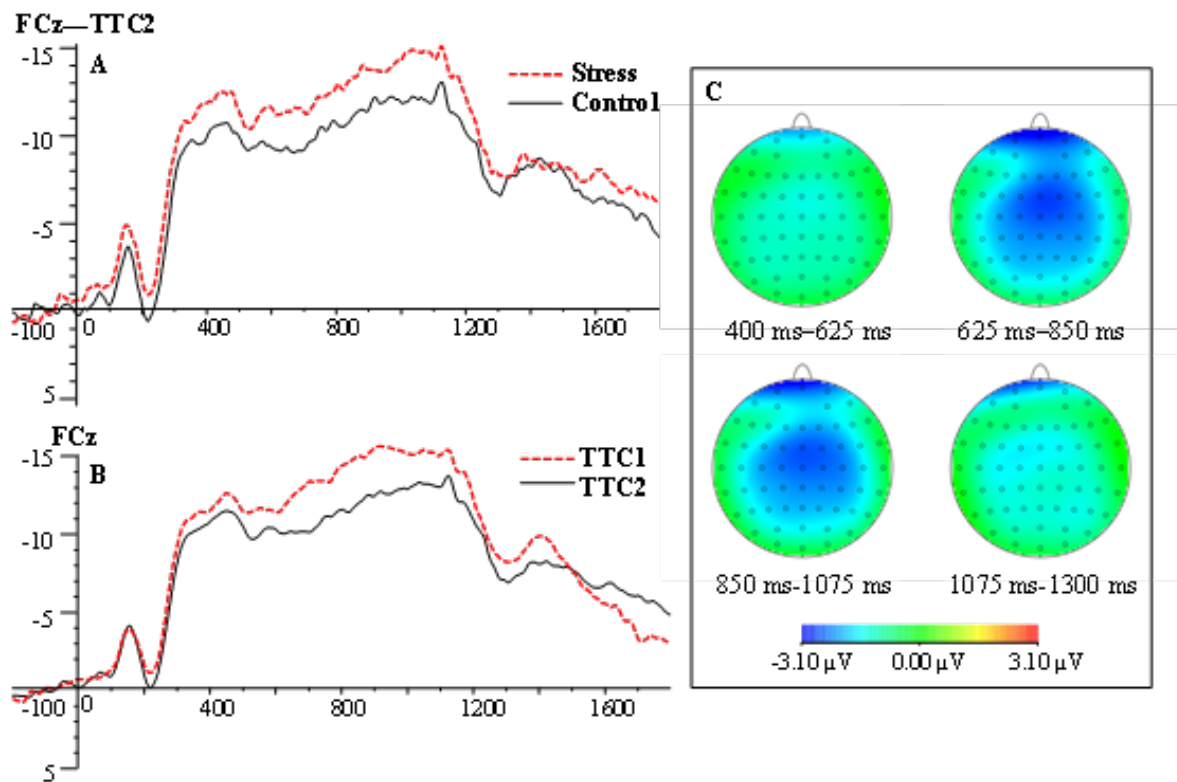 FCz—TTC2
-15
A
Stress
Control
-10
-5
-100
0
400
800
1200
1600
5
FCz
-15
B
TTC1
TTC2
-10
-5
-100
0
400
800
1200
1600
5
C
400 ms–625 ms
625 ms–850 ms
850 ms-1075 ms
1075 ms-1300 ms
-3.10 µV
0.00 µV
3.10 µV